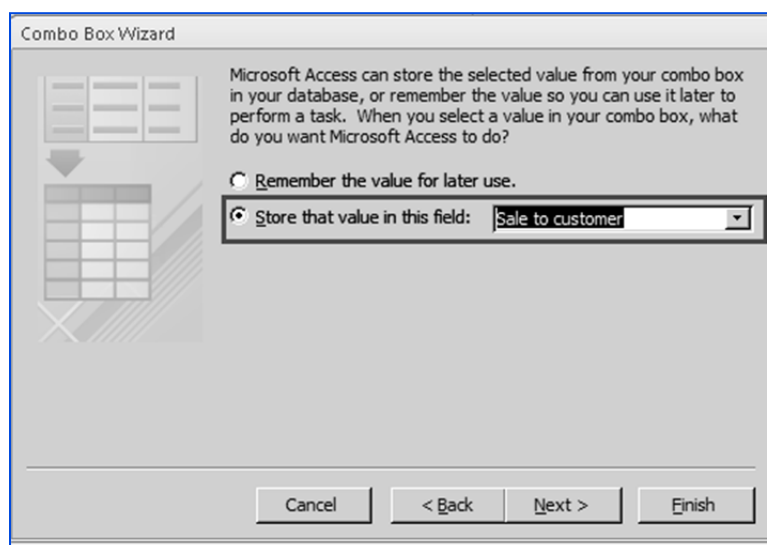 Combo Box Wizard
Microsoft Access can store the selected value from your combo box
in your database, or remember the value so you can use it later to
perform a task. When you select a value in your combo box, what
do you want Microsoft Access to do?
Remember the value for later use.
Store that value in this field: Sale to customer
Cancel < Back Next > Finish